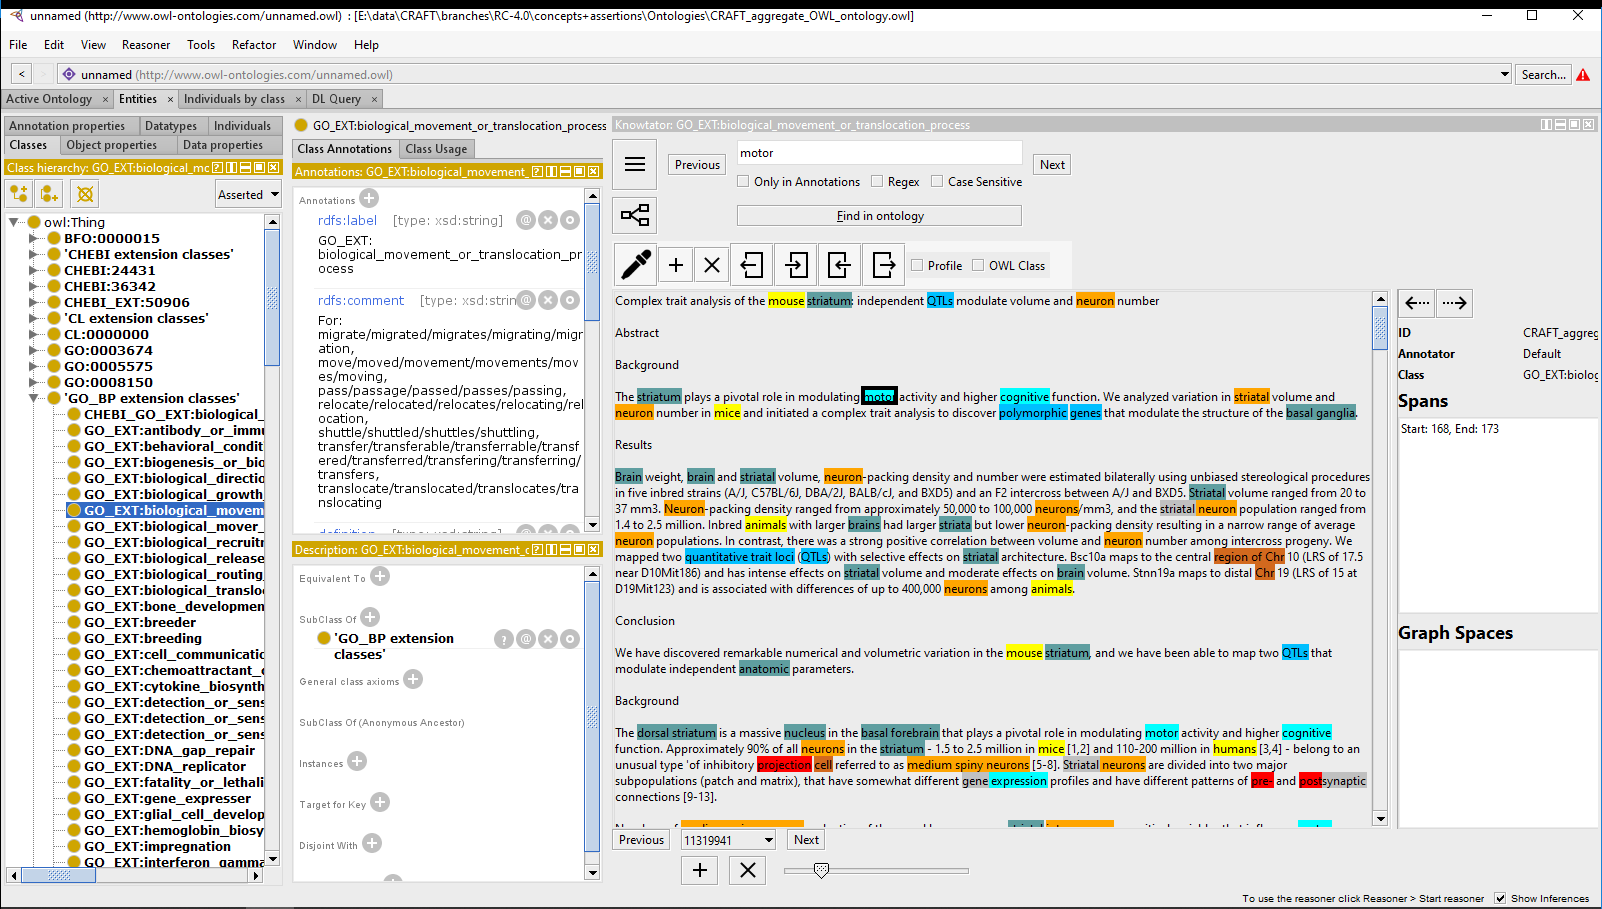 unnamed (http://www.owl-ontologies.com/unnamed.owl) : [E:\data\CRAFT\branches\RC-4.0\concepts+assertions\Ontologies\CRAFT_aggregate_OWL_ontology.owl]
File Edit View Reasoner Tools Refactor Window Help
< > unnamed (http://www.owl-ontologies.com/unnamed.owl) Search...
Active Ontology × Entities × Individuals by class × DL Query ×
Annotation properties Datatypes Individuals
Classes Object properties Data properties
Class hierarchy: GO_EXT:biological_mc
Asserted
owl:Thing
BFO:0000015
'CHEBI extension classes'
CHEBI:24431
CHEBI:36342
CHEBI_EXT:50906
'CL extension classes'
CL:0000000
GO:0003674
GO:0005575
GO:0008150
'GO_BP extension classes'
CHEBI_GO_EXT:biological_
GO_EXT:antibody_or_immu
GO_EXT:behavioral_condit
GO_EXT:biogenesis_or_bio
GO_EXT:biological_directio
GO_EXT:biological_growth_
GO_EXT:biological_movem
GO_EXT:biological_mover_
GO_EXT:biological_recruitn
GO_EXT:biological_release
GO_EXT:biological_routing_
GO_EXT:biological_transloc
GO_EXT:bone_developmen
GO_EXT:breeder
GO_EXT:breeding
GO_EXT:cell_communicatio
GO_EXT:chemoattractant_c
GO_EXT:cytokine_biosynth
GO_EXT:detection_or_sens
GO_EXT:detection_or_sens
GO_EXT:detection_or_sens
GO_EXT:DNA_gap_repair
GO_EXT:DNA_replicator
GO_EXT:fatality_or_lethali
GO_EXT:gene_expresser
GO_EXT:glial_cell_develop
GO_EXT:hemoglobin_biosy
GO_EXT:impregnation
GO_EXT:interferon_gamma
GO_EXT:biological_movement_or_translocation_process
Class Annotations Class Usage
Annotations: GO_EXT:biological_movement_
Annotations
rdfs:label [type: xsd:string]
GO_EXT:
biological_movement_or_translocation_pr
ocess
rdfs:comment [type: xsd:strin
For:
migrate/migrated/migrates/migrating/migr
ation,
move/moved/movement/movements/mov
es/moving,
pass/passage/passed/passes/passing,
relocate/relocated/relocates/relocating/rel
ocation,
shuttle/shuttled/shuttles/shuttling,
transfer/transferable/transferrable/transf
ered/transferred/transfering/transferring/
transfers,
translocate/translocated/translocates/tra
nslocating
definition
Description: GO_EXT:biological_movement_c
Equivalent To
SubClass Of
'GO_BP extension
classes'
General class axioms
SubClass Of (Anonymous Ancestor)
Instances
Target for Key
Disjoint With
Knowtator: GO_EXT:biological_movement_or_translocation_process
Previous motor Next
Only in Annotations Regex Case Sensitive
Find in ontology
Profile OWL Class
Complex trait analysis of the mouse striatum: independent QTLs modulate volume and neuron number
Abstract
Background
The striatum plays a pivotal role in modulating motor activity and higher cognitive function. We analyzed variation in striatal volume and
neuron number in mice and initiated a complex trait analysis to discover polymorphic genes that modulate the structure of the basal ganglia.
Results
Brain weight, brain and striatal volume, neuron-packing density and number were estimated bilaterally using unbiased stereological procedures
in five inbred strains (A/J, C57BL/6J, DBA/2J, BALB/cJ, and BXD5) and an F2 intercross between A/J and BXD5. Striatal volume ranged from 20 to
37 mm3. Neuron-packing density ranged from approximately 50,000 to 100,000 neurons/mm3, and the striatal neuron population ranged from
1.4 to 2.5 million. Inbred animals with larger brains had larger striata but lower neuron-packing density resulting in a narrow range of average
neuron populations. In contrast, there was a strong positive correlation between volume and neuron number among intercross progeny. We
mapped two quantitative trait loci (QTLs) with selective effects on striatal architecture. Bsc10a maps to the central region of Chr 10 (LRS of 17.5
near D10Mit186) and has intense effects on striatal volume and moderate effects on brain volume. Stnn19a maps to distal Chr 19 (LRS of 15 at
D19Mit123) and is associated with differences of up to 400,000 neurons among animals.
Conclusion
We have discovered remarkable numerical and volumetric variation in the mouse striatum, and we have been able to map two QTLs that
modulate independent anatomic parameters.
Background
The dorsal striatum is a massive nucleus in the basal forebrain that plays a pivotal role in modulating motor activity and higher cognitive
function. Approximately 90% of all neurons in the striatum - 1.5 to 2.5 million in mice [1,2] and 110-200 million in humans [3,4] - belong to an
unusual type 'of inhibitory projection cell referred to as medium spiny neurons [5-8]. Striatal neurons are divided into two major
subpopulations (patch and matrix), that have somewhat different gene expression profiles and have different patterns of pre- and postsynaptic
connections [9-13].
Previous 11319941 Next
ID CRAFT_aggreg
Annotator Default
Class GO_EXT:biolog
Spans
Start: 168, End: 173
Graph Spaces
To use the reasoner click Reasoner > Start reasoner Show Inferences